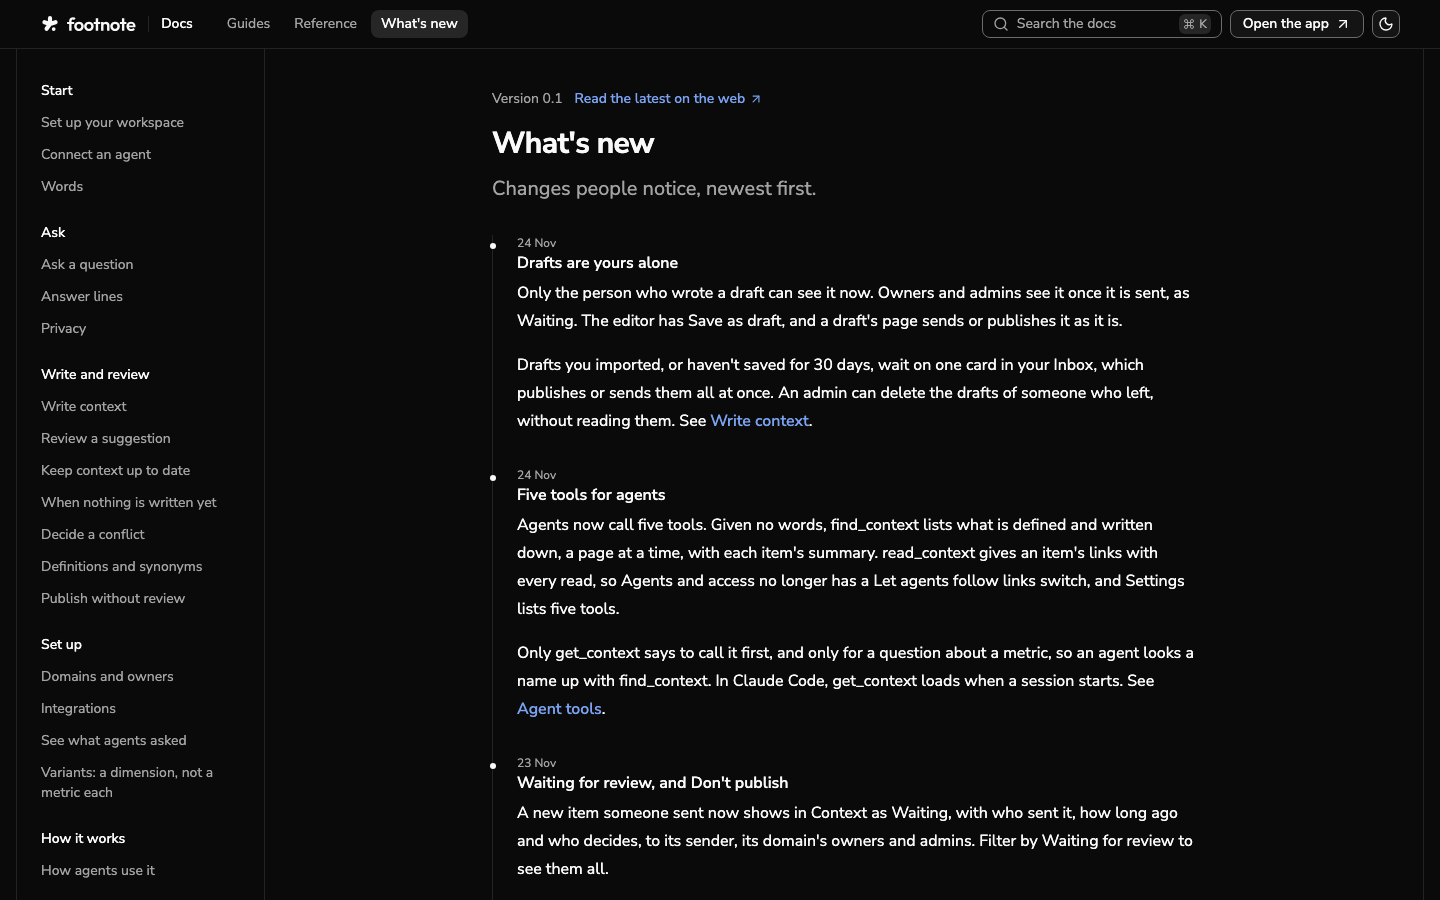 footnote
Docs
Guides
Reference
What's new
Search the docs
⌘ K
Open the app
Start
Set up your workspace
Connect an agent
Words
Ask
Ask a question
Answer lines
Privacy
Write and review
Write context
Review a suggestion
Keep context up to date
When nothing is written yet
Decide a conflict
Definitions and synonyms
Publish without review
Set up
Domains and owners
Integrations
See what agents asked
Variants: a dimension, not a
metric each
How it works
How agents use it
Version 0.1 Read the latest on the web
What's new
Changes people notice, newest first.
24 Nov
Drafts are yours alone
Only the person who wrote a draft can see it now. Owners and admins see it once it is sent, as
Waiting. The editor has Save as draft, and a draft's page sends or publishes it as it is.
Drafts you imported, or haven't saved for 30 days, wait on one card in your Inbox, which
publishes or sends them all at once. An admin can delete the drafts of someone who left,
without reading them. See Write context.
24 Nov
Five tools for agents
Agents now call five tools. Given no words, find_context lists what is defined and written
down, a page at a time, with each item's summary. read_context gives an item's links with
every read, so Agents and access no longer has a Let agents follow links switch, and Settings
lists five tools.
Only get_context says to call it first, and only for a question about a metric, so an agent looks a
name up with find_context. In Claude Code, get_context loads when a session starts. See
Agent tools.
23 Nov
Waiting for review, and Don't publish
A new item someone sent now shows in Context as Waiting, with who sent it, how long ago
and who decides, to its sender, its domain's owners and admins. Filter by Waiting for review to
see them all.